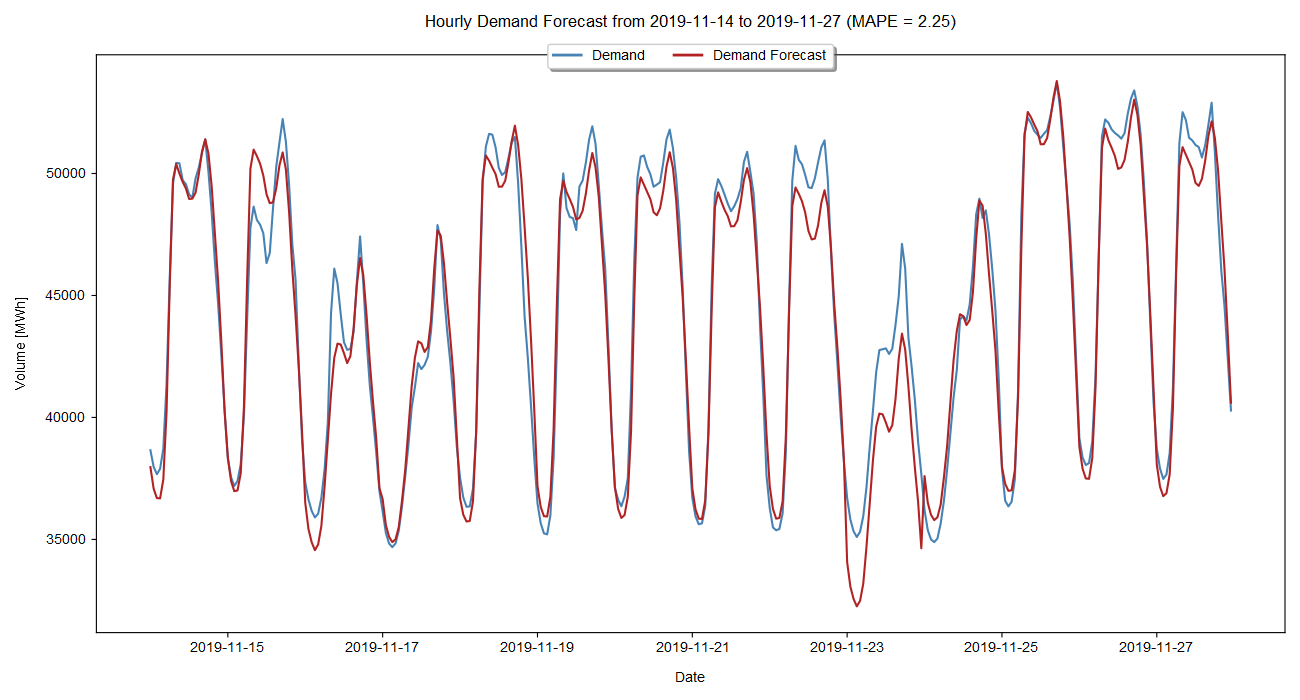 Hourly Demand Forecast from 2019-11-14 to 2019-11-27 (MAPE = 2.25)
Demand Demand Forecast
50000
45000
40000
35000
Volume [MWh]
2019-11-15 2019-11-17 2019-11-19 2019-11-21 2019-11-23 2019-11-25 2019-11-27
Date